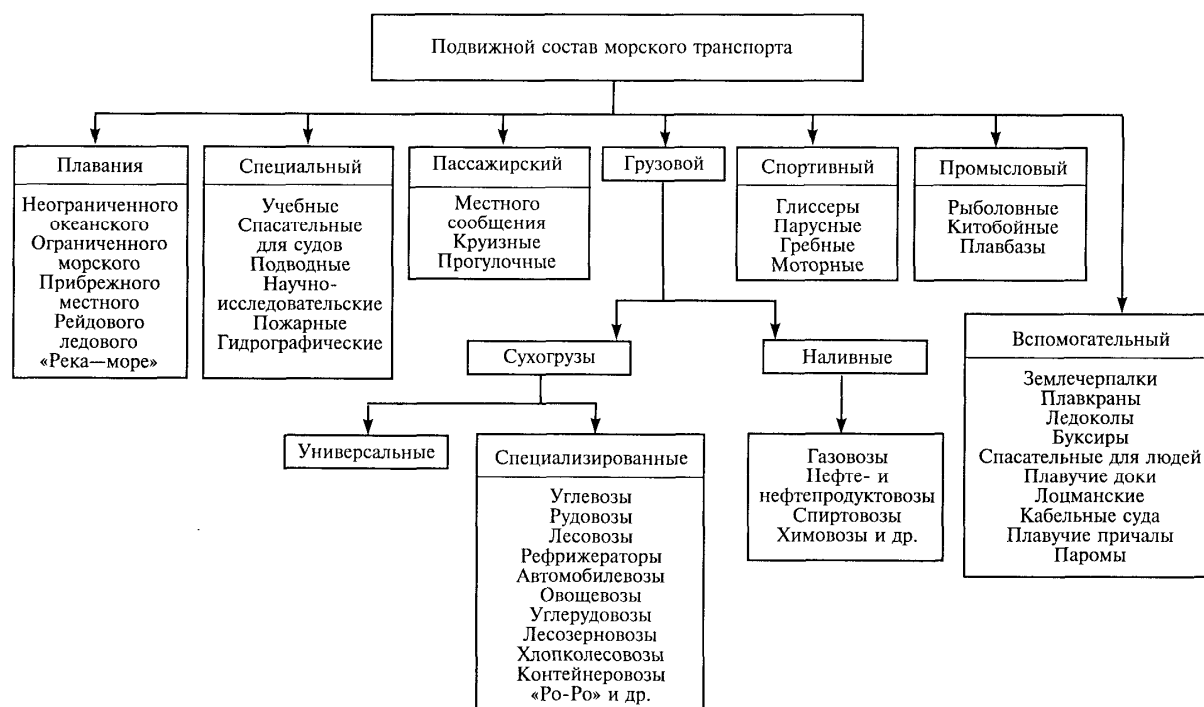 Подвижной состав морского транспорта
Плавания
Неограниченного
океанского
Ограниченного
морского
Прибрежного
местного
Рейдового
ледового
«Река—море»
Специальный
Учебные
Спасательные
для судов
Подводные
Научно-
исследовательские
Пожарные
Гидрографические
Пассажирский
Местного
сообщения
Круизные
Прогулочные
Грузовой
Спортивный
Глиссеры
Парусные
Гребные
Моторные
Промысловый
Рыболовные
Китобойные
Плавбазы
Сухогрузы
Наливные
Вспомогательный
Землечерпалки
Плавкраны
Ледоколы
Буксиры
Спасательные для людей
Плавучие доки
Лоцманские
Кабельные суда
Плавучие причалы
Паромы
Универсальные
Специализированные
Углевозы
Рудовозы
Лесовозы
Рефрижераторы
Автомобилевозы
Овощевозы
Углерудовозы
Лесозерновозы
Хлопколесовозы
Контейнеровозы
«Ро-Ро» и др.
Газовозы
Нефте- и
нефтепродуктовозы
Спиртовозы
Химовозы и др.